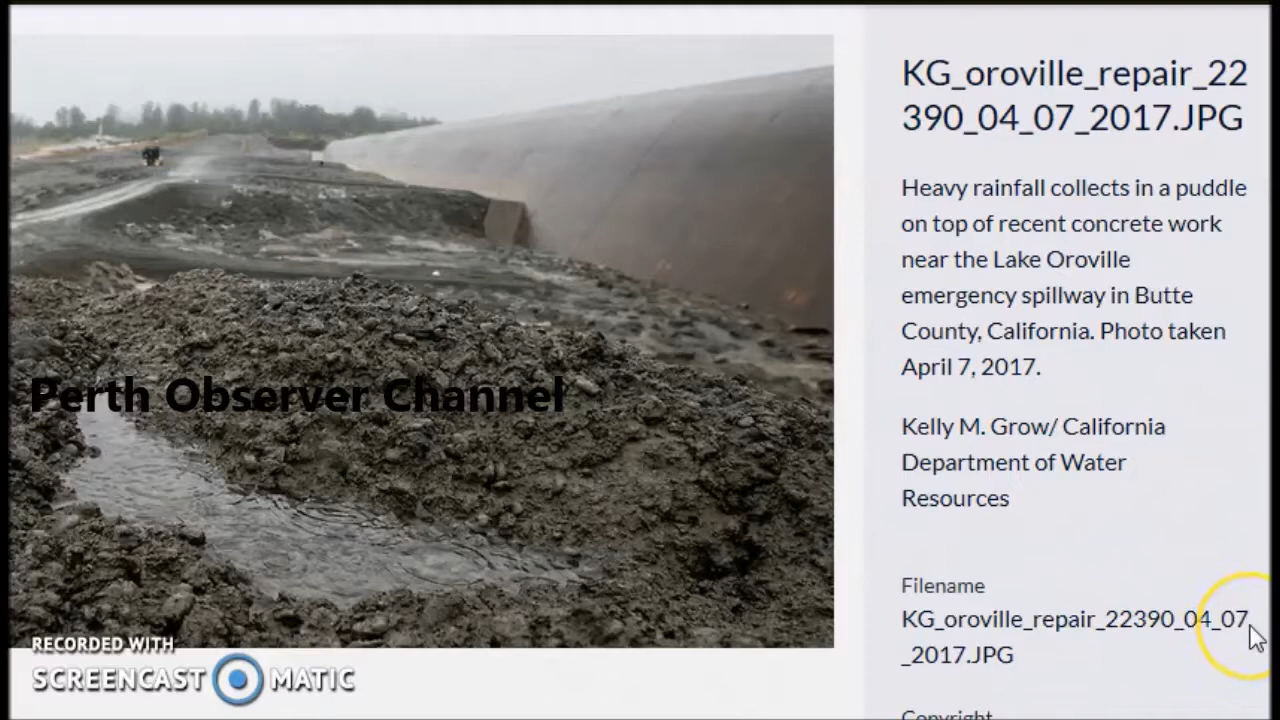 KG_oroville_repair_22
390_04_07_2017.JPG
Heavy rainfall collects in a puddle
on top of recent concrete work
near the Lake Oroville
emergency spillway in Butte
County, California. Photo taken
April 7, 2017.
Kelly M. Grow/ California
Department of Water
Resources
Filename
KG_oroville_repair_22390_04_07
_2017.JPG
Copyright
Perth Observer Channel
RECORDED WITH
SCREENCAST MATIC